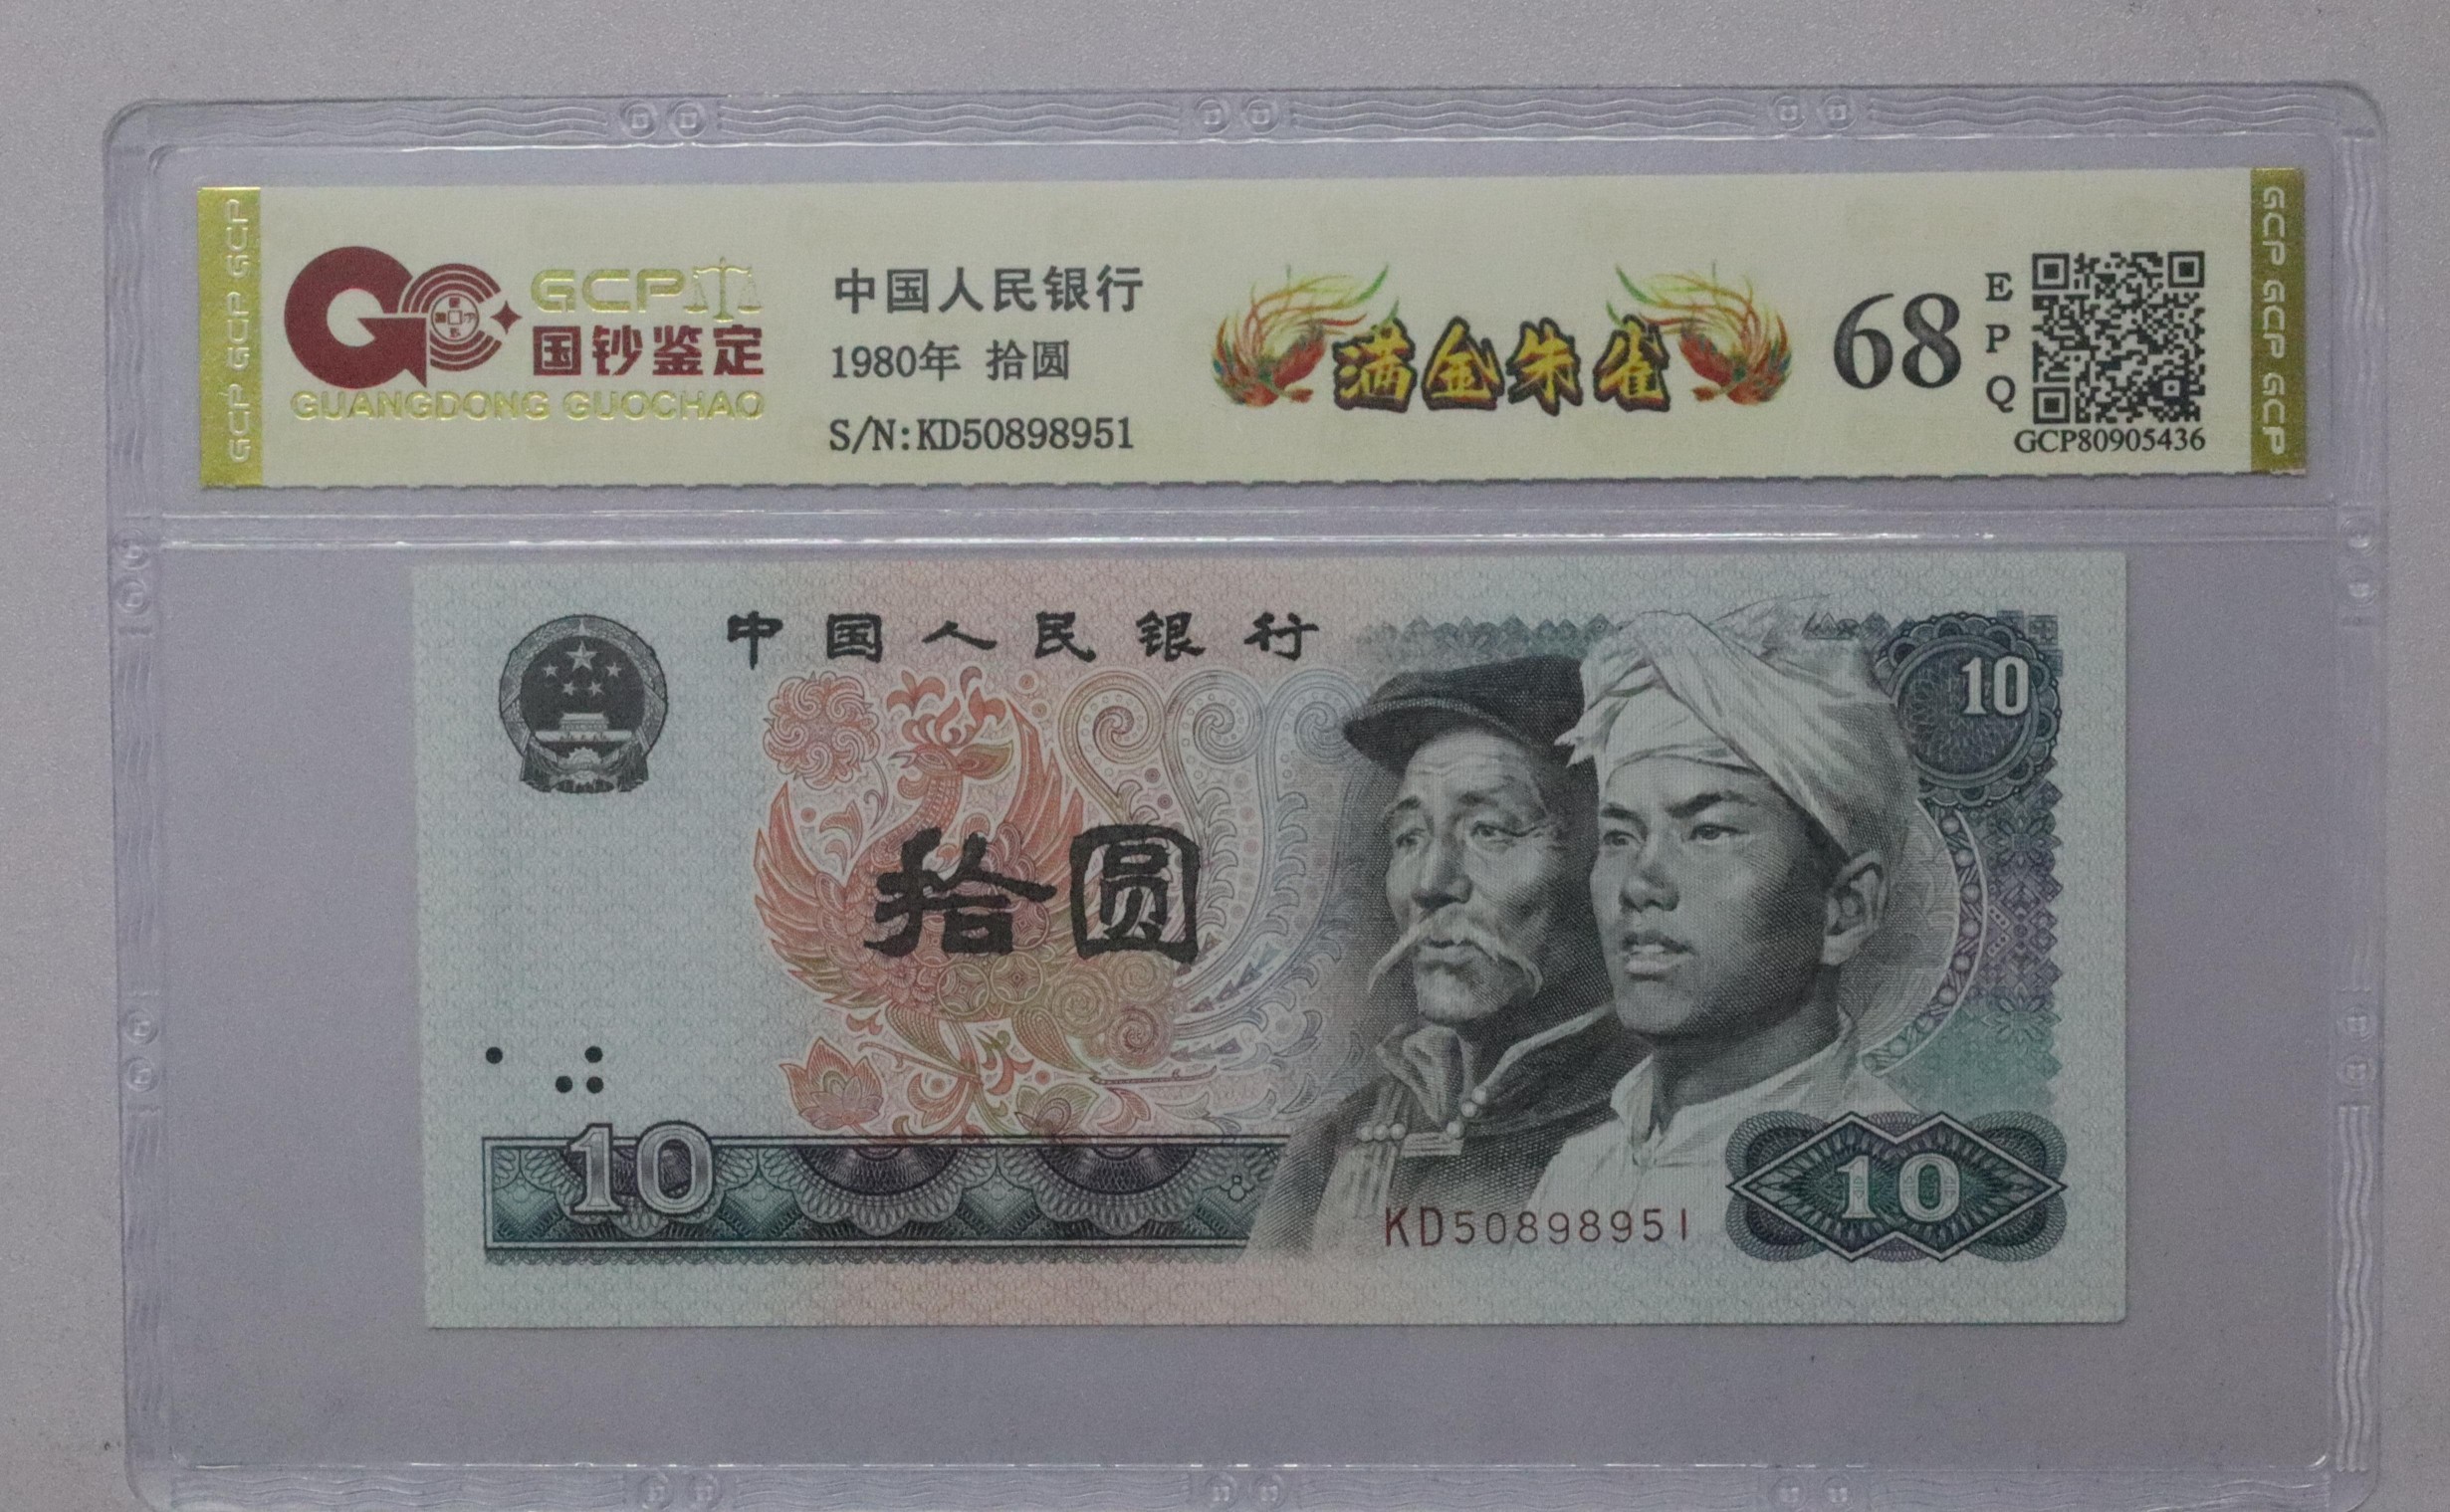 GCP GCP GCP
GCP
国钞鉴定
GUANGDONG GUOCHAO
中国人民银行
1980年 拾圆
S/N:KD50898951
满金朱雀
68
EPQ
GCP80905436
GCP GCP GCP
中国人民银行
10
拾圆
10
KD50898951
10